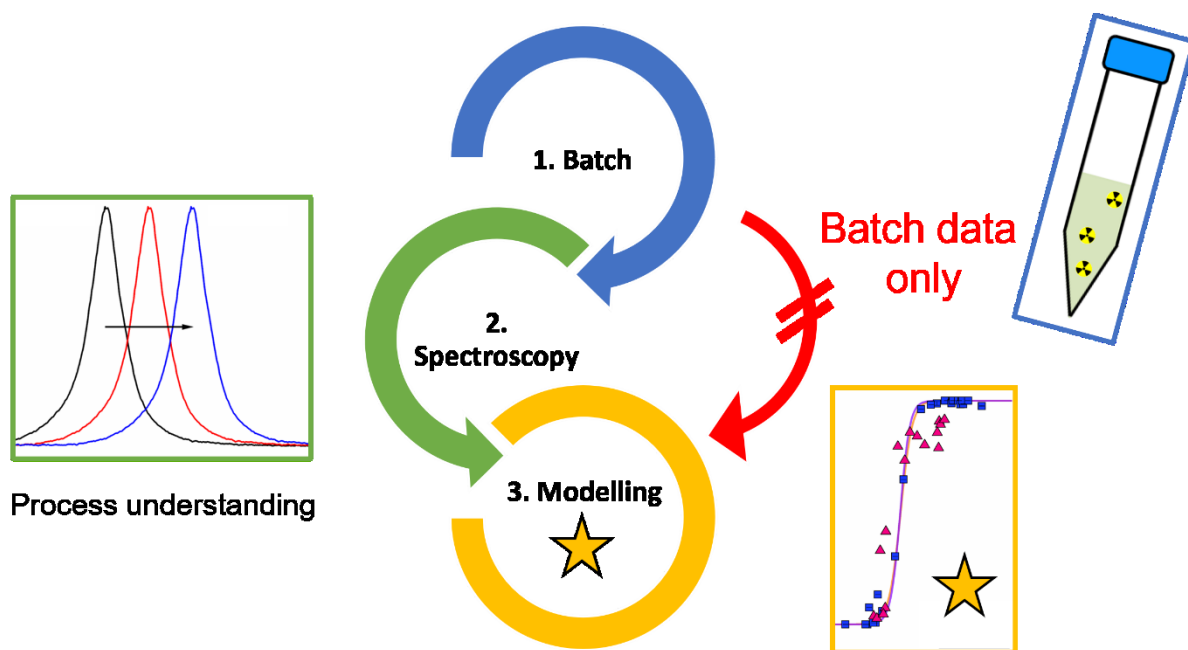 1. Batch
Batch data
only
2.
Spectroscopy
3. Modelling
Process understanding